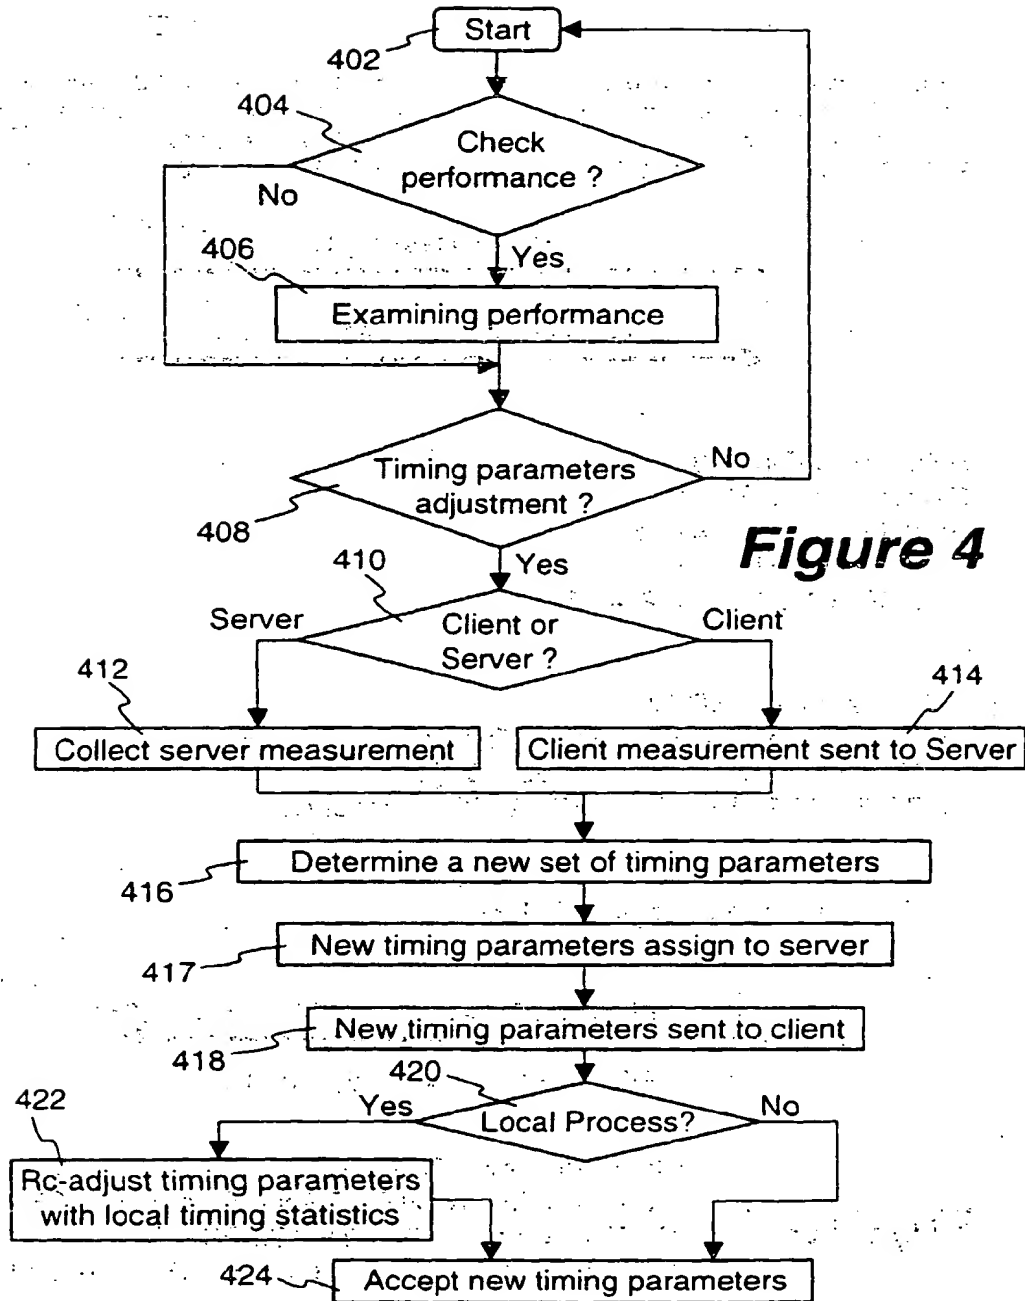 Start
402
404
Check
performance ?
No
406
Yes
Examining performance
Timing parameters
adjustment ?
No
408
Figure 4
410
Yes
Server
Client
Client or
Server ?
412
414
Collect server measurement
Client measurement sent to Server
Determine a new set of timing parameters
416
New timing parameters assign to server
417
New timing parameters sent to client
418
420
422
Yes
No
Local Process?
Rc-adjust timing parameters
with local timing statistics
424
Accept new timing parameters